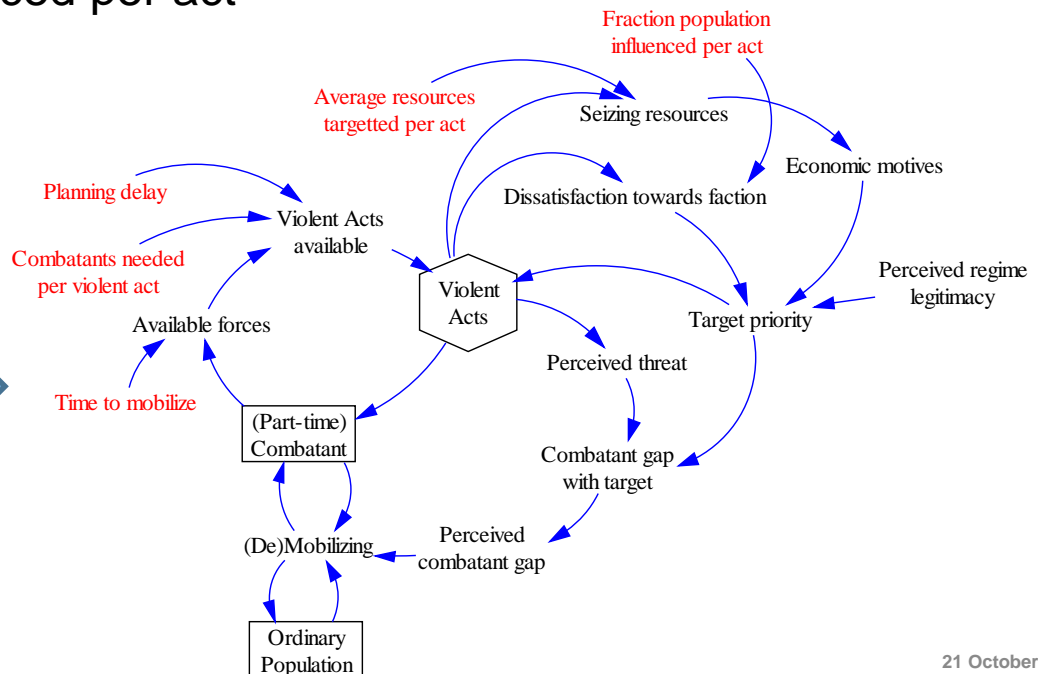 per act
Fraction population
influenced per act
Average resources
targetted per act
Seizing resources
Economic motives
Planning delay
Dissatisfaction towards faction
Violent Acts
available
Combatants needed
per violent act
Perceived regime
legitimacy
Violent
Acts
Target priority
Available forces
Perceived threat
Time to mobilize
(Part-time)
Combatant
Combatant gap
with target
(De)Mobilizing
Perceived
combatant gap
Ordinary
Population
21 October